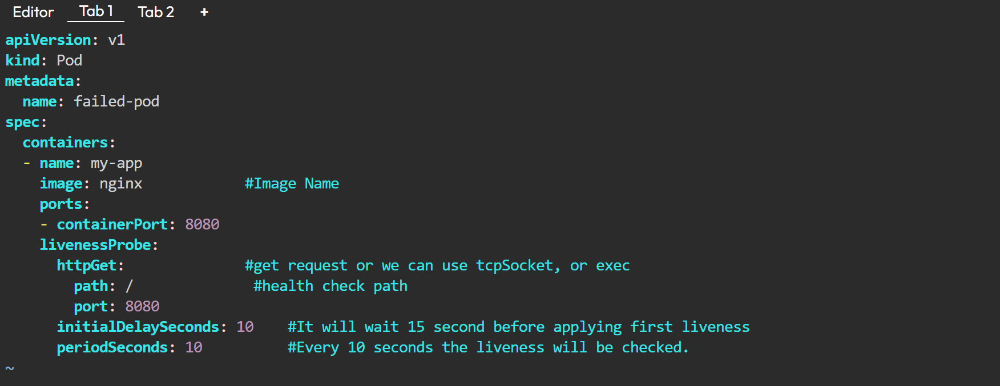 Editor Tab 1 Tab 2 +
apiVersion: v1
kind: Pod
metadata:
  name: failed-pod
spec:
  containers:
  - name: my-app
    image: nginx            #Image Name
    ports:
    - containerPort: 8080
    livenessProbe:
      httpGet:              #get request or we can use tcpSocket, or exec
        path: /              #health check path
        port: 8080
      initialDelaySeconds: 10    #It will wait 15 second before applying first liveness
      periodSeconds: 10          #Every 10 seconds the liveness will be checked.
~